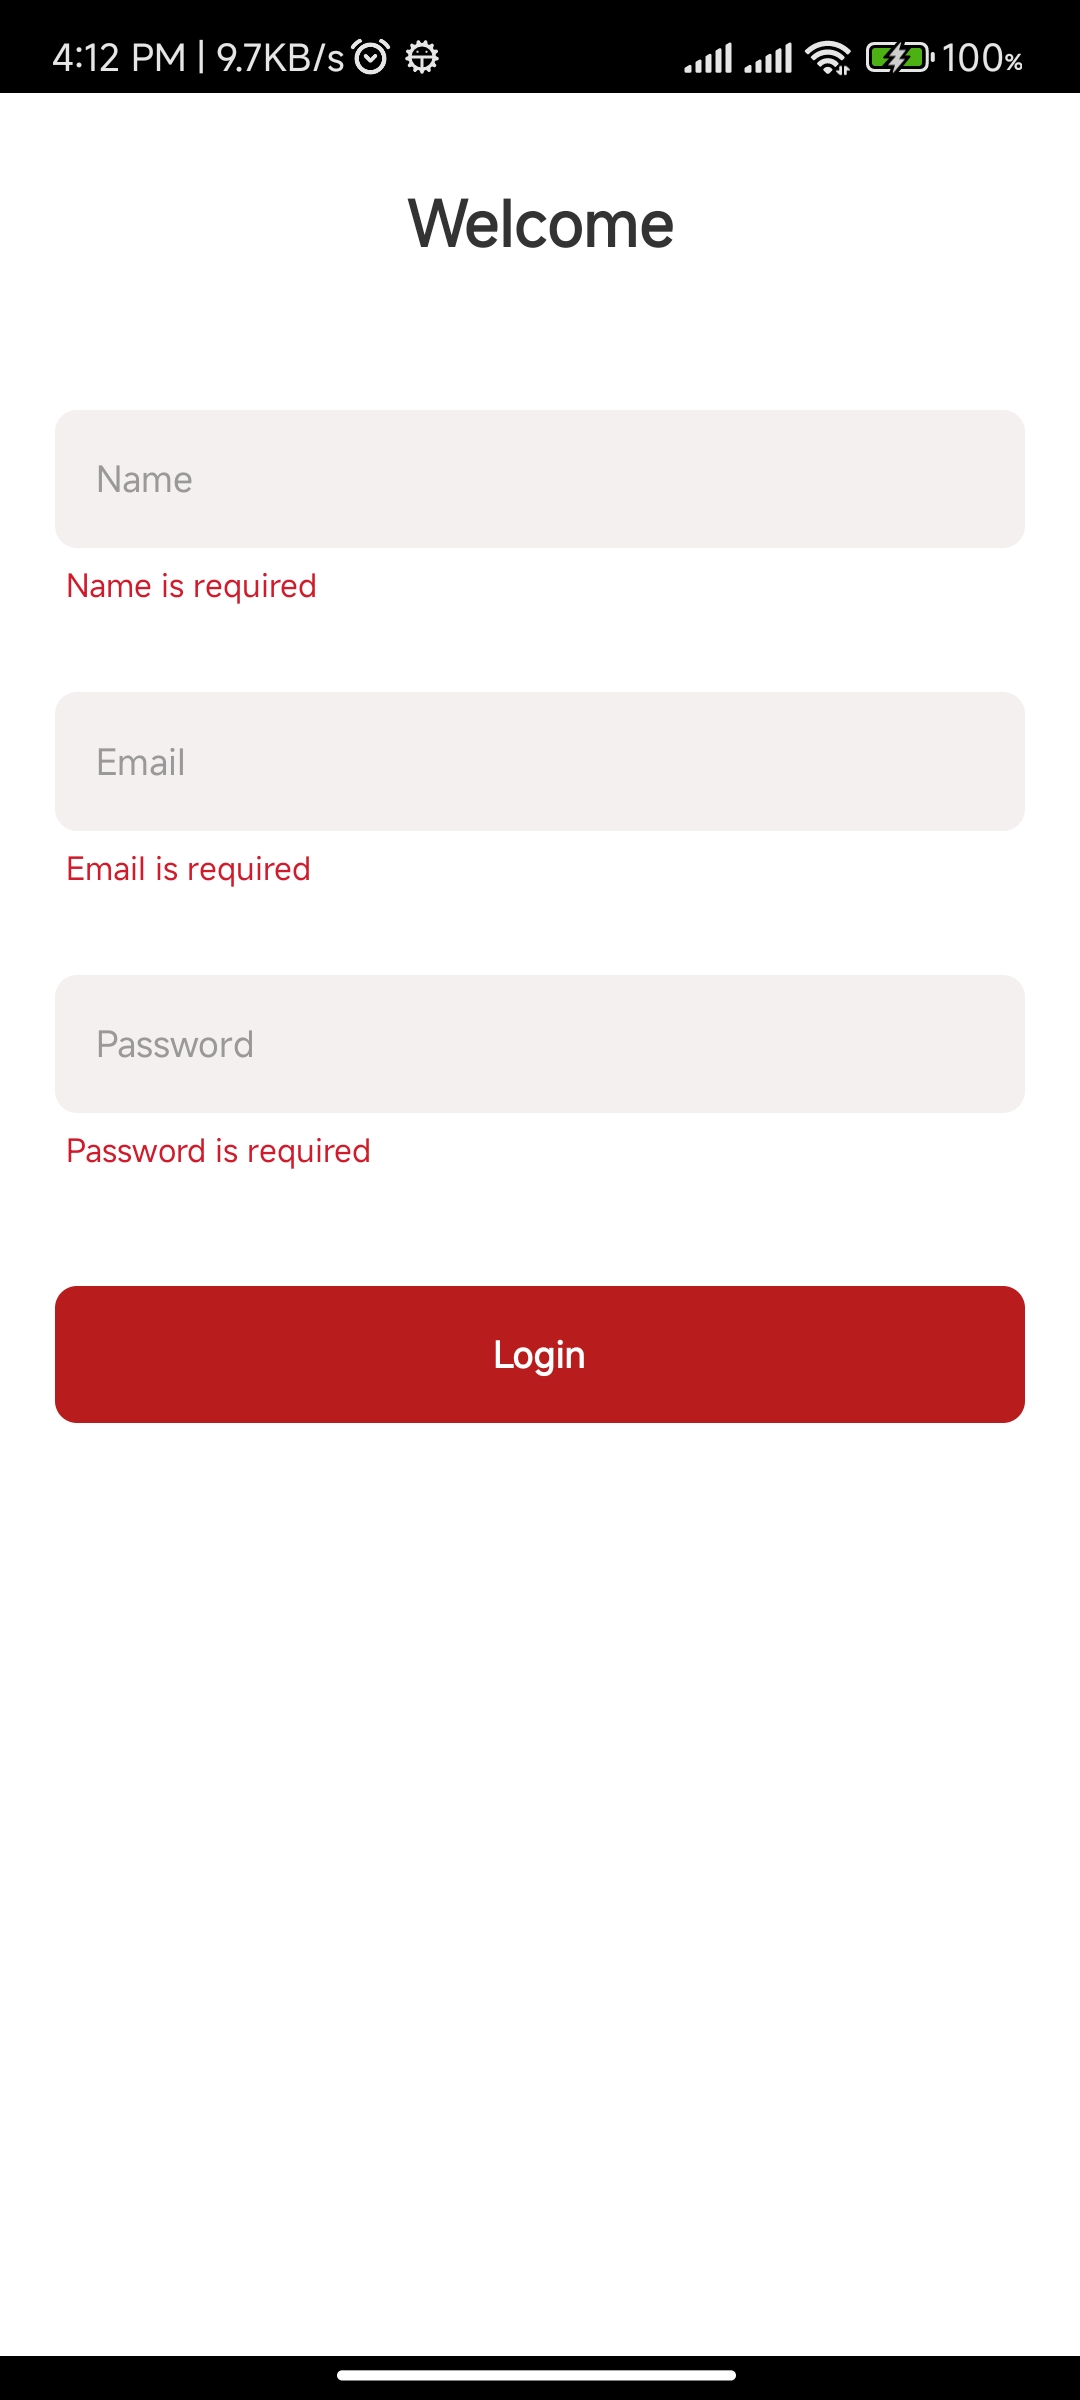 4:12 PM | 9.7KB/s 100%
Welcome
Name
Name is required
Email
Email is required
Password
Password is required
Login